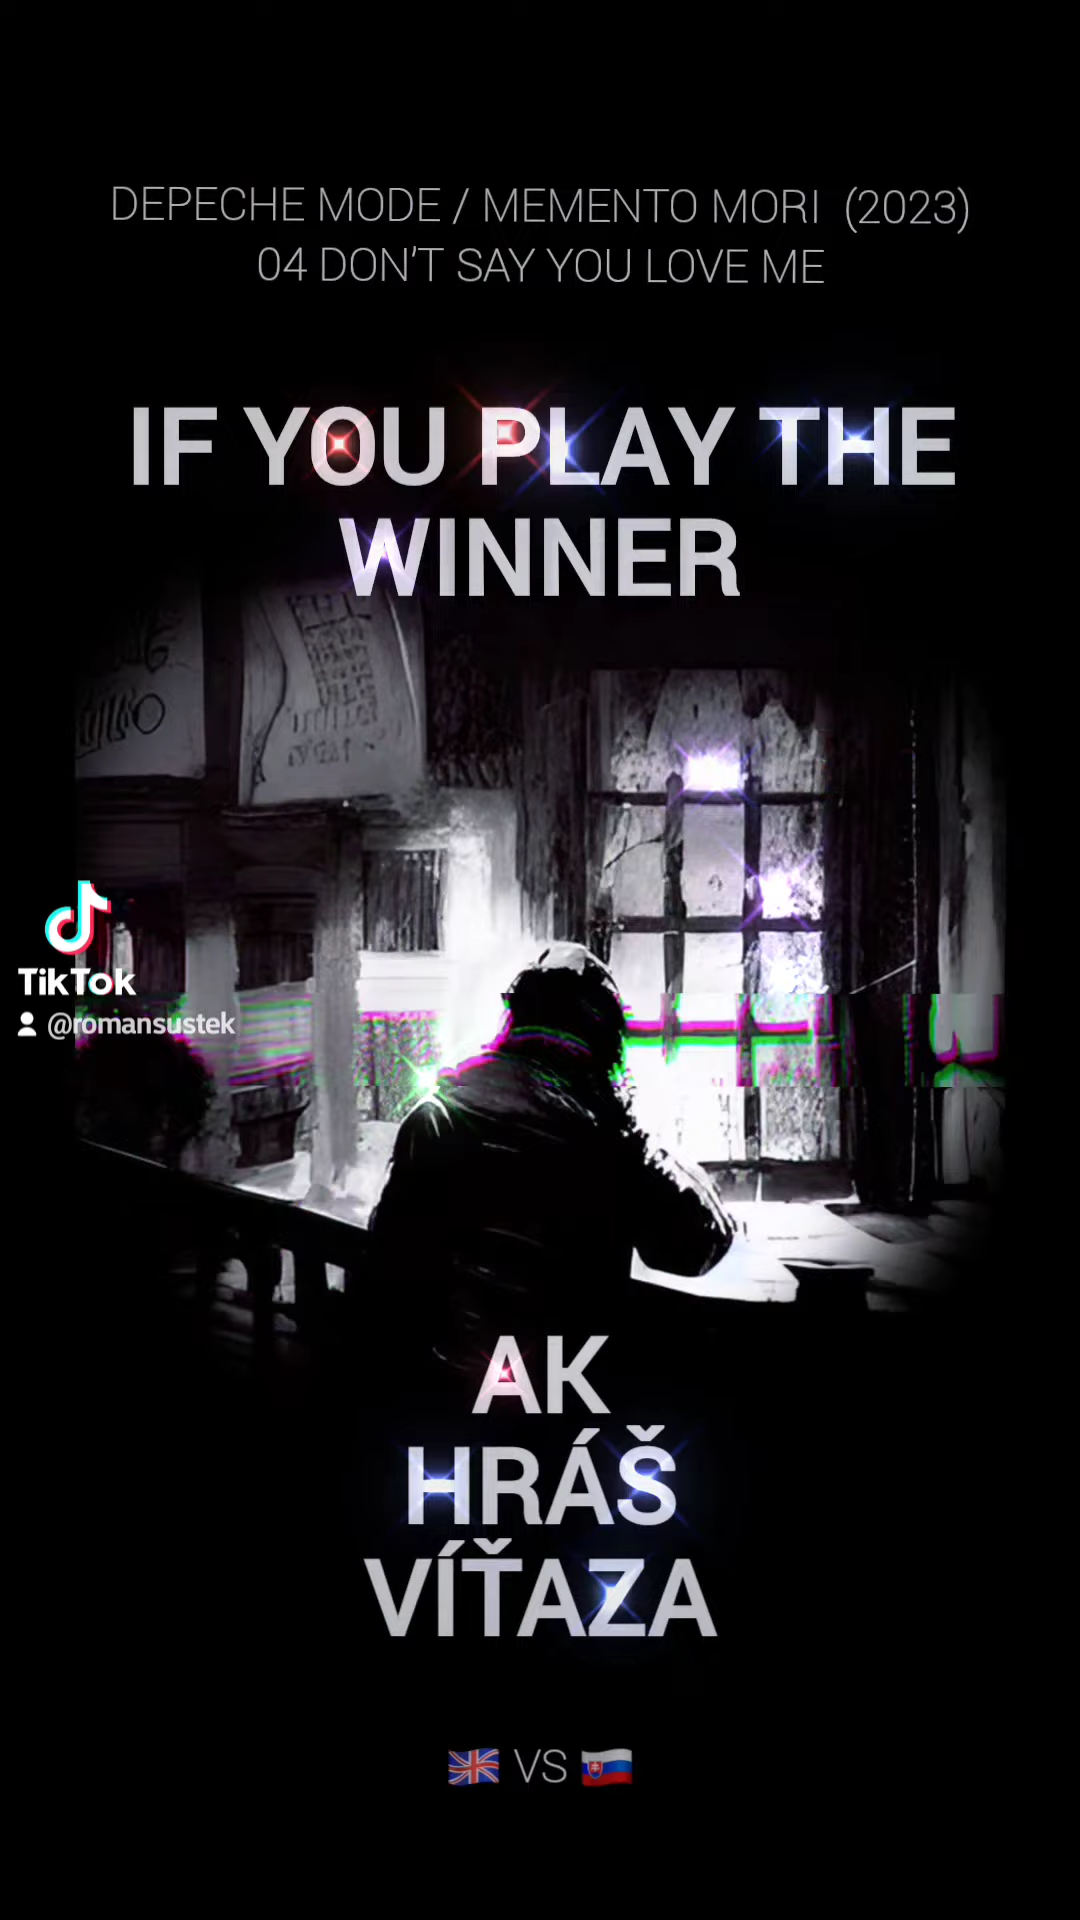 DEPECHE MODE / MEMENTO MORI (2023)
04 DON'T SAY YOU LOVE ME
IF YOU PLAY THE
WINNER
TikTok
@romansustek
AK
HRÁŠ
VÍŤAZA
VS